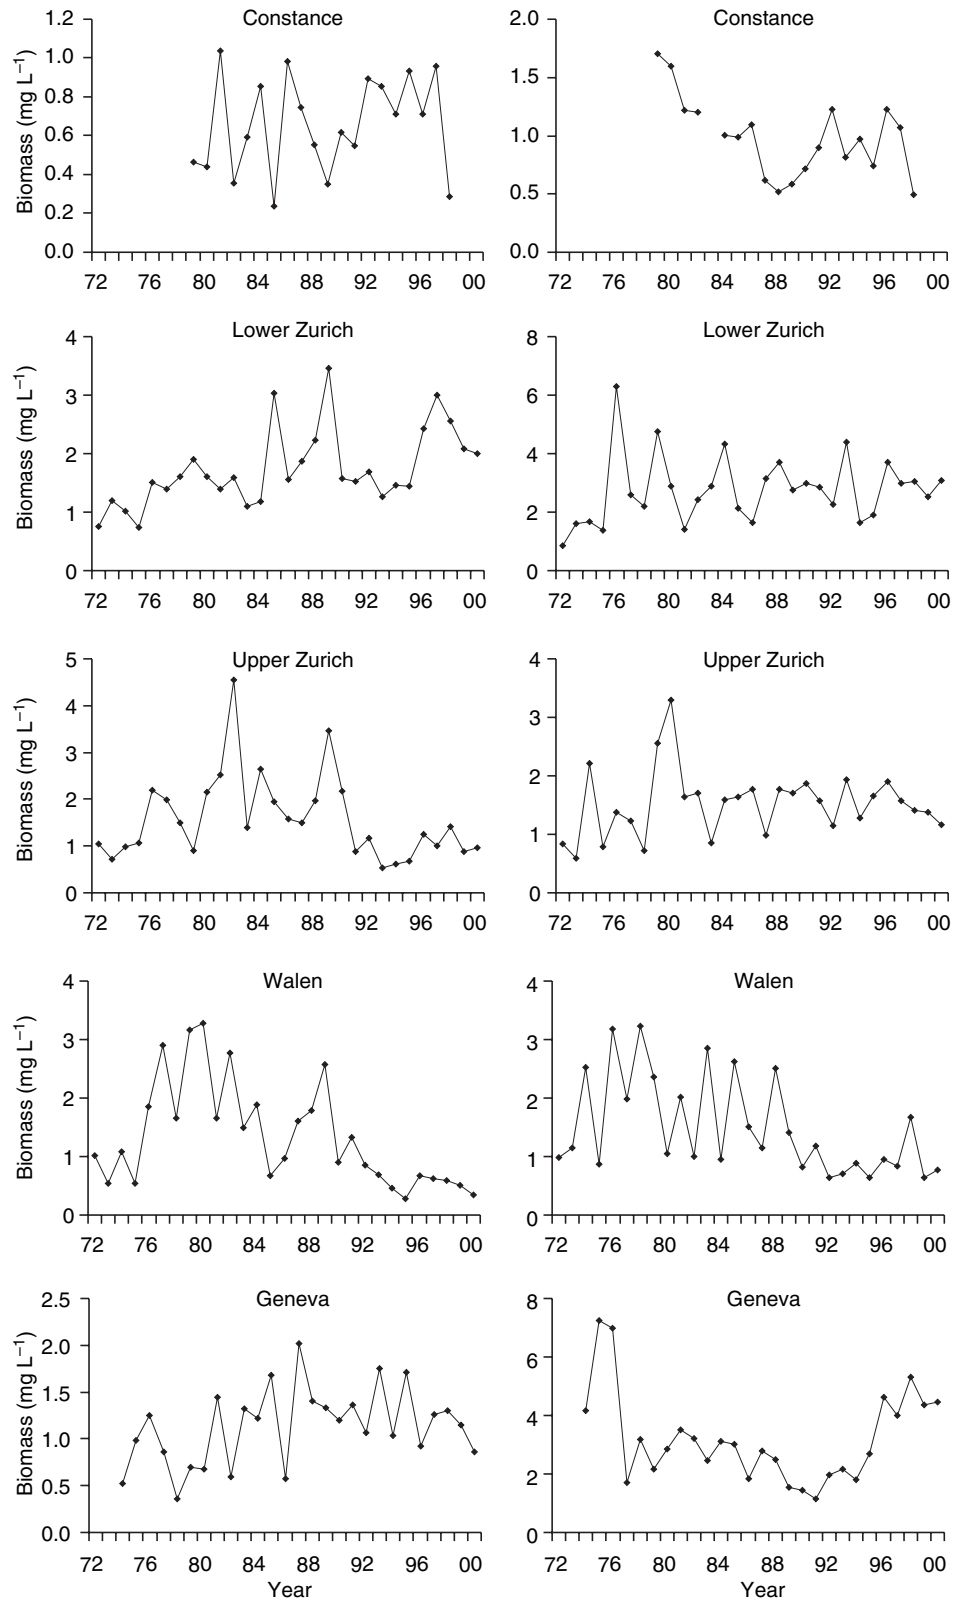 Constance
Biomass (mg L⁻¹)
1.2
1.0
0.8
0.6
0.4
0.2
0.0
72 76 80 84 88 92 96 00
Constance
2.0
1.5
1.0
0.5
0.0
72 76 80 84 88 92 96 00
Lower Zurich
Biomass (mg L⁻¹)
4
3
2
1
0
72 76 80 84 88 92 96 00
Lower Zurich
8
6
4
2
0
72 76 80 84 88 92 96 00
Upper Zurich
Biomass (mg L⁻¹)
5
4
3
2
1
0
72 76 80 84 88 92 96 00
Upper Zurich
4
3
2
1
0
72 76 80 84 88 92 96 00
Walen
Biomass (mg L⁻¹)
4
3
2
1
0
72 76 80 84 88 92 96 00
Walen
4
3
2
1
0
72 76 80 84 88 92 96 00
Geneva
Biomass (mg L⁻¹)
2.5
2.0
1.5
1.0
0.5
0.0
72 76 80 84 88 92 96 00
Year
Geneva
8
6
4
2
0
72 76 80 84 88 92 96 00
Year